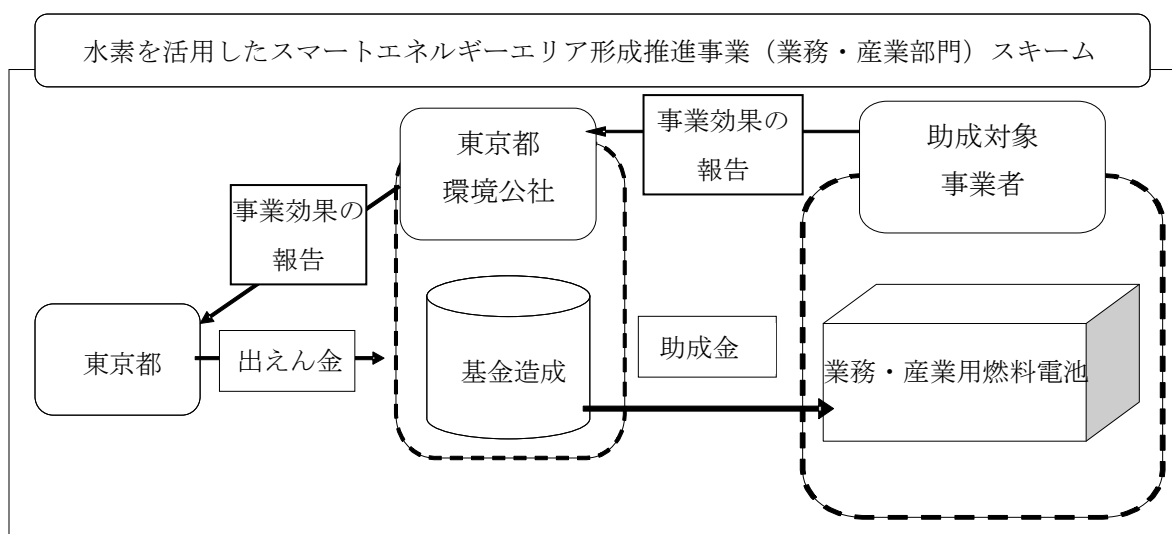 水素を活用したスマートエネルギーエリア形成推進事業（業務・産業部門）スキーム
東京都
環境公社
事業効果の
報告
助成対象
事業者
事業効果の
報告
東京都
出えん金
基金造成
助成金
業務・産業用燃料電池